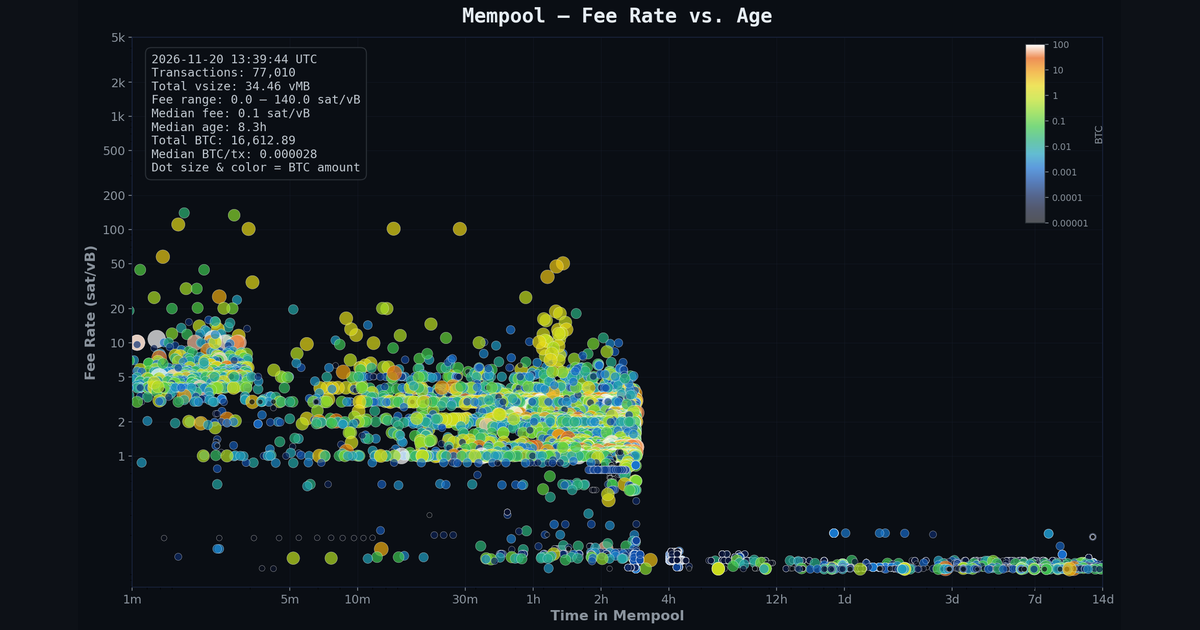 Mempool — Fee Rate vs. Age
5k
2k
1k
500
200
100
50
20
10
5
2
1
Fee Rate (sat/vB)
2026-11-20 13:39:44 UTC
Transactions: 77,010
Total vsize: 34.46 vMB
Fee range: 0.0 – 140.0 sat/vB
Median fee: 0.1 sat/vB
Median age: 8.3h
Total BTC: 16,612.89
Median BTC/tx: 0.000028
Dot size & color = BTC amount
100
10
1
0.1
0.01
0.001
0.0001
0.00001
BTC
1m
5m
10m
30m
1h
2h
4h
12h
1d
3d
7d
14d
Time in Mempool